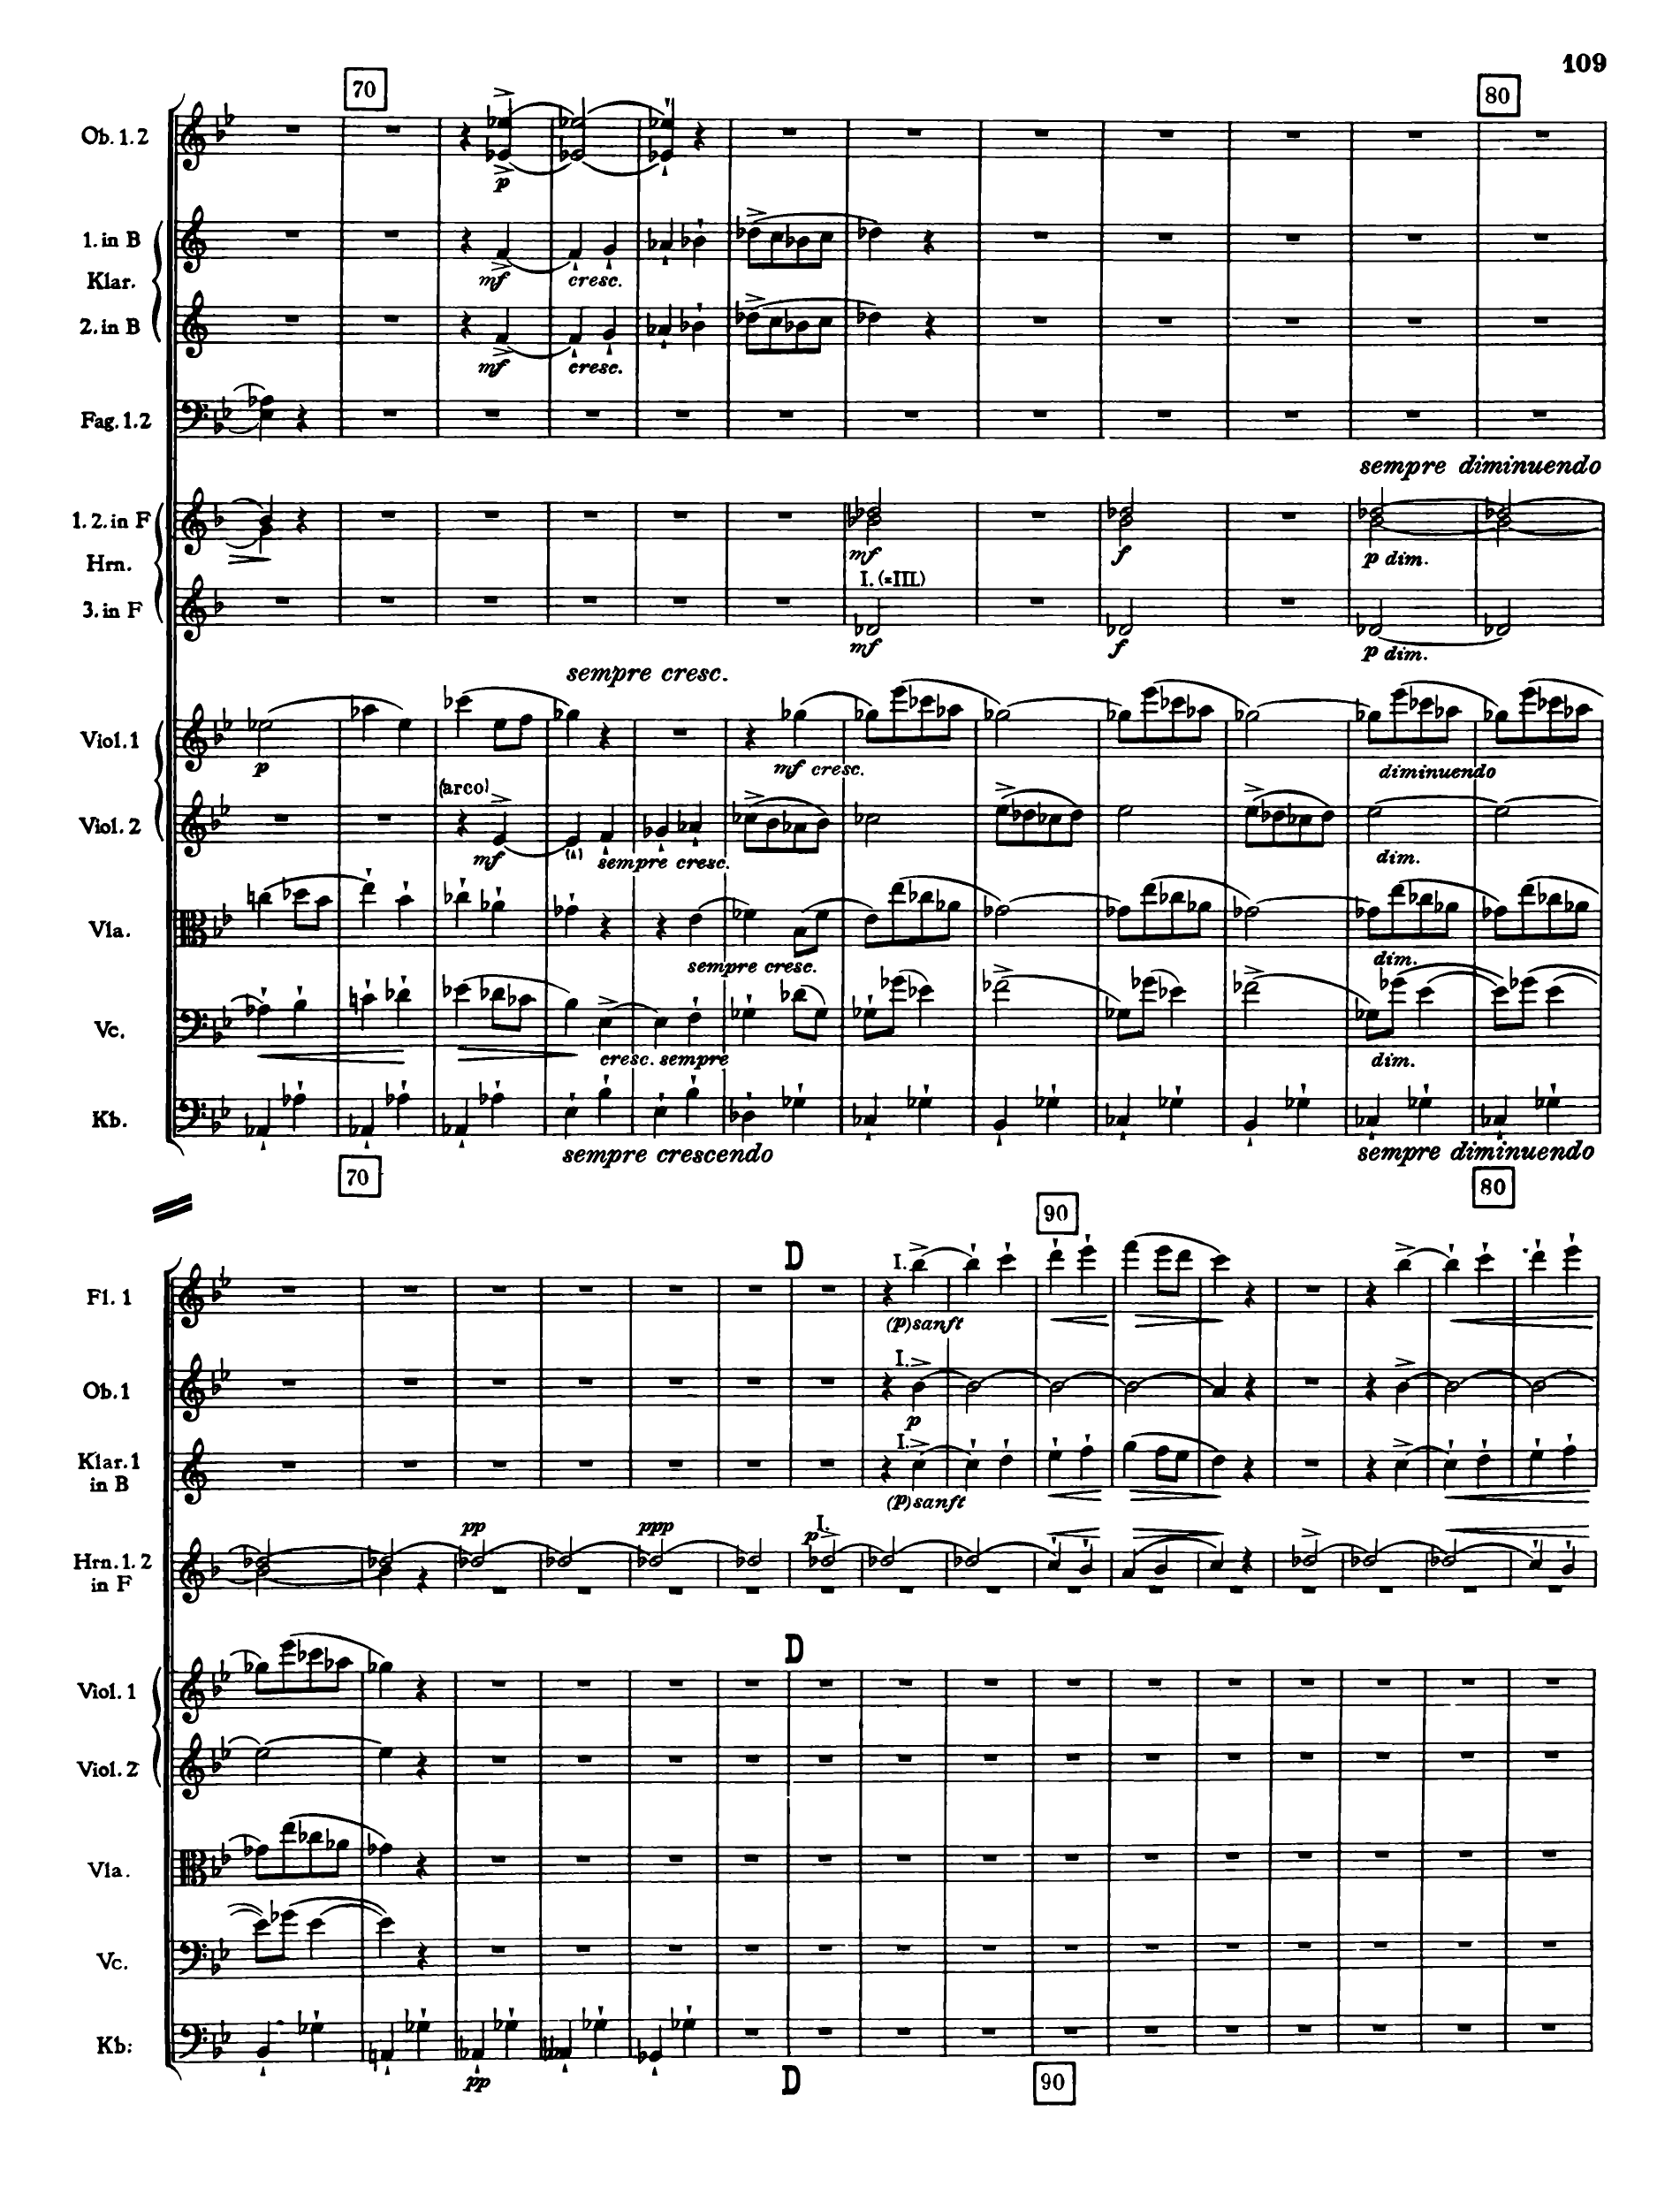 109
70
80
Ob. 1.2
p
1. in B
mf
cresc.
Klar.
2. in B
mf
cresc.
Fag. 1.2
sempre diminuendo
1. 2. in F
mf
f
p dim.
Hrn.
I. (=III.)
3. in F
mf
f
p dim.
sempre cresc.
Viol. 1
p
mf cresc.
diminuendo
(arco)
Viol. 2
mf
sempre cresc.
dim.
Vla.
sempre cresc.
dim.
Vc.
cresc. sempre
dim.
Kb.
sempre crescendo
sempre diminuendo
70
80
90
D
I.
Fl. 1
(p) sanft
I.
Ob. 1
p
I.
Klar. 1
in B
(p) sanft
pp
ppp
I.
p
Hrn. 1. 2
in F
D
Viol. 1
Viol. 2
Vla.
Vc.
Kb:
pp
D
90